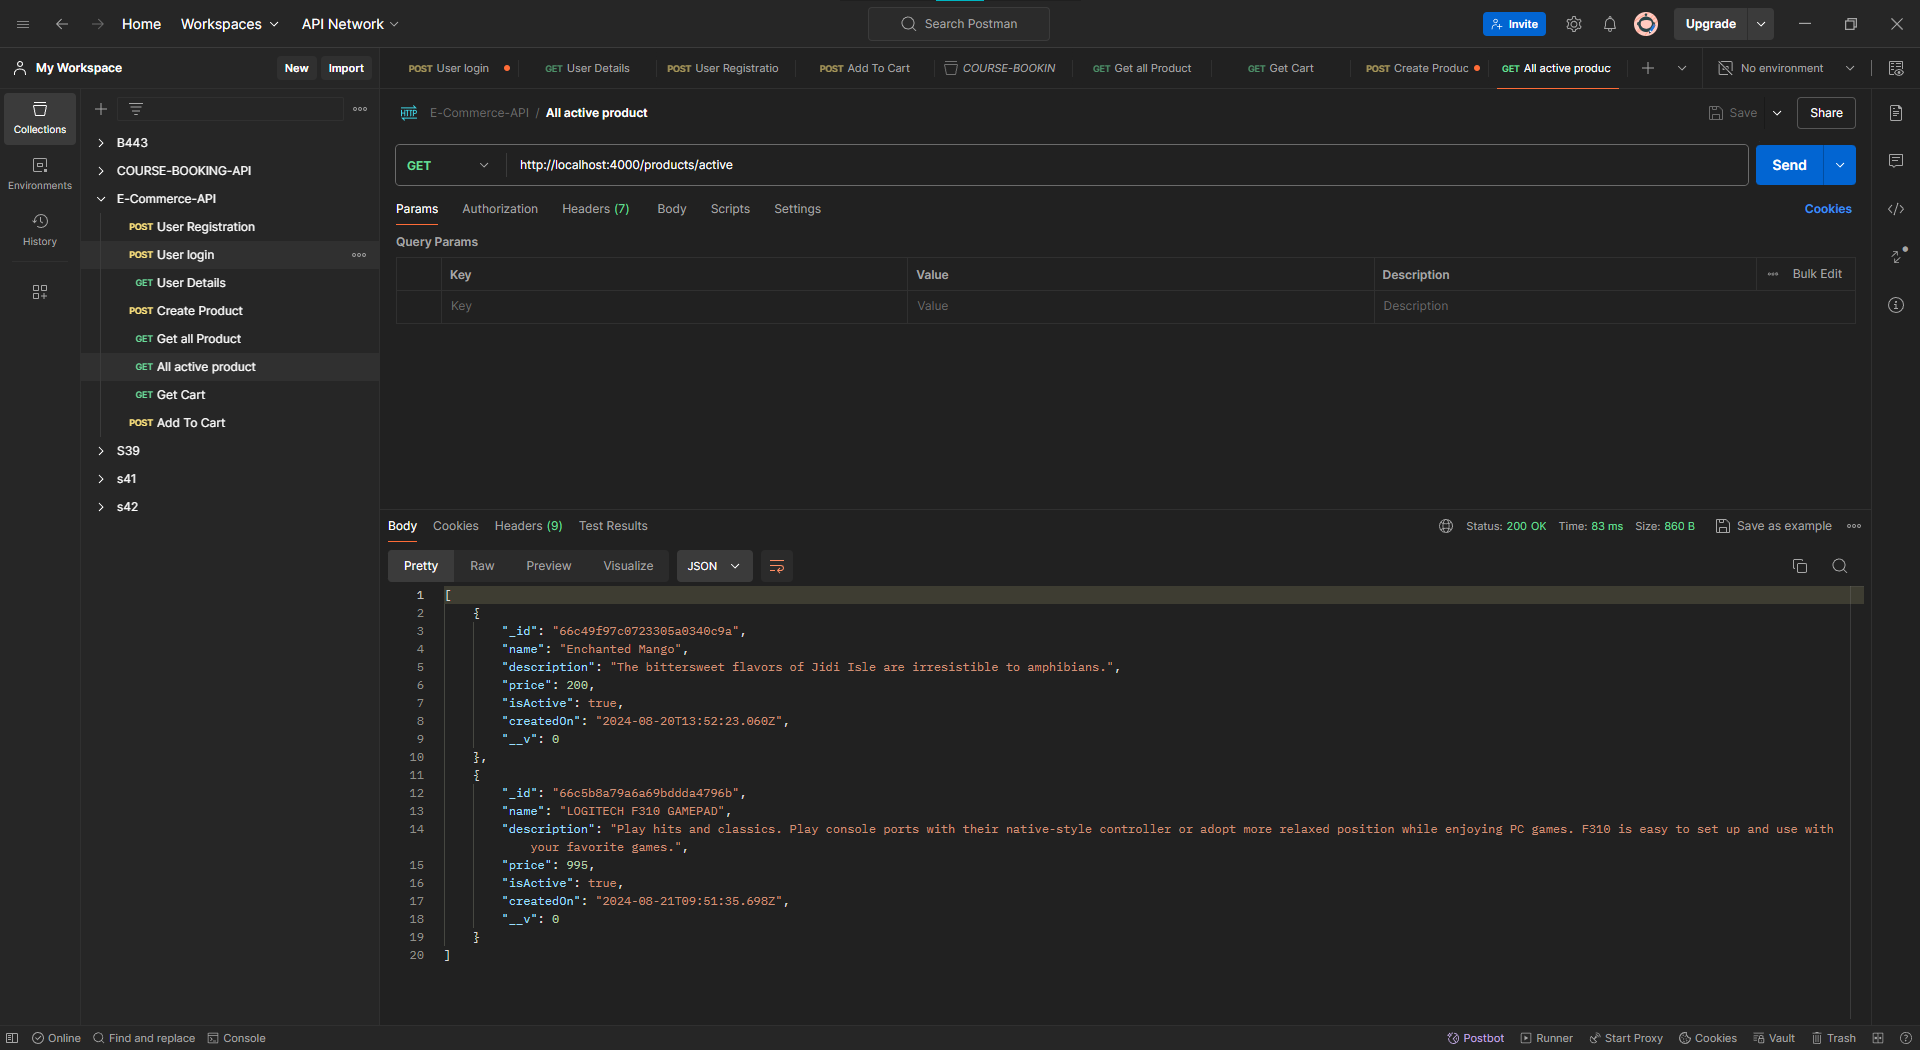 Home
Workspaces
API Network
Search Postman
Invite
Upgrade
My Workspace
New
Import
POST User login
GET User Details
POST User Registratio
POST Add To Cart
COURSE-BOOKIN
GET Get all Product
GET Get Cart
POST Create Produc
GET All active produc
No environment
Collections
Environments
History
B443
COURSE-BOOKING-API
E-Commerce-API
POST User Registration
POST User login
GET User Details
POST Create Product
GET Get all Product
GET All active product
GET Get Cart
POST Add To Cart
S39
s41
s42
HTTP E-Commerce-API / All active product
Save
Share
GET
http://localhost:4000/products/active
Send
Params
Authorization
Headers (7)
Body
Scripts
Settings
Cookies
Query Params
Key
Value
Description
Bulk Edit
Key
Value
Description
Body
Cookies
Headers (9)
Test Results
Status: 200 OK
Time: 83 ms
Size: 860 B
Save as example
Pretty
Raw
Preview
Visualize
JSON
1 [
2 {
3 "_id": "66c49f97c0723305a0340c9a",
4 "name": "Enchanted Mango",
5 "description": "The bittersweet flavors of Jidi Isle are irresistible to amphibians.",
6 "price": 200,
7 "isActive": true,
8 "createdOn": "2024-08-20T13:52:23.060Z",
9 "__v": 0
10 },
11 {
12 "_id": "66c5b8a79a6a69bddda4796b",
13 "name": "LOGITECH F310 GAMEPAD",
14 "description": "Play hits and classics. Play console ports with their native-style controller or adopt more relaxed position while enjoying PC games. F310 is easy to set up and use with
your favorite games.",
15 "price": 995,
16 "isActive": true,
17 "createdOn": "2024-08-21T09:51:35.698Z",
18 "__v": 0
19 }
20 ]
Online
Find and replace
Console
Postbot
Runner
Start Proxy
Cookies
Vault
Trash